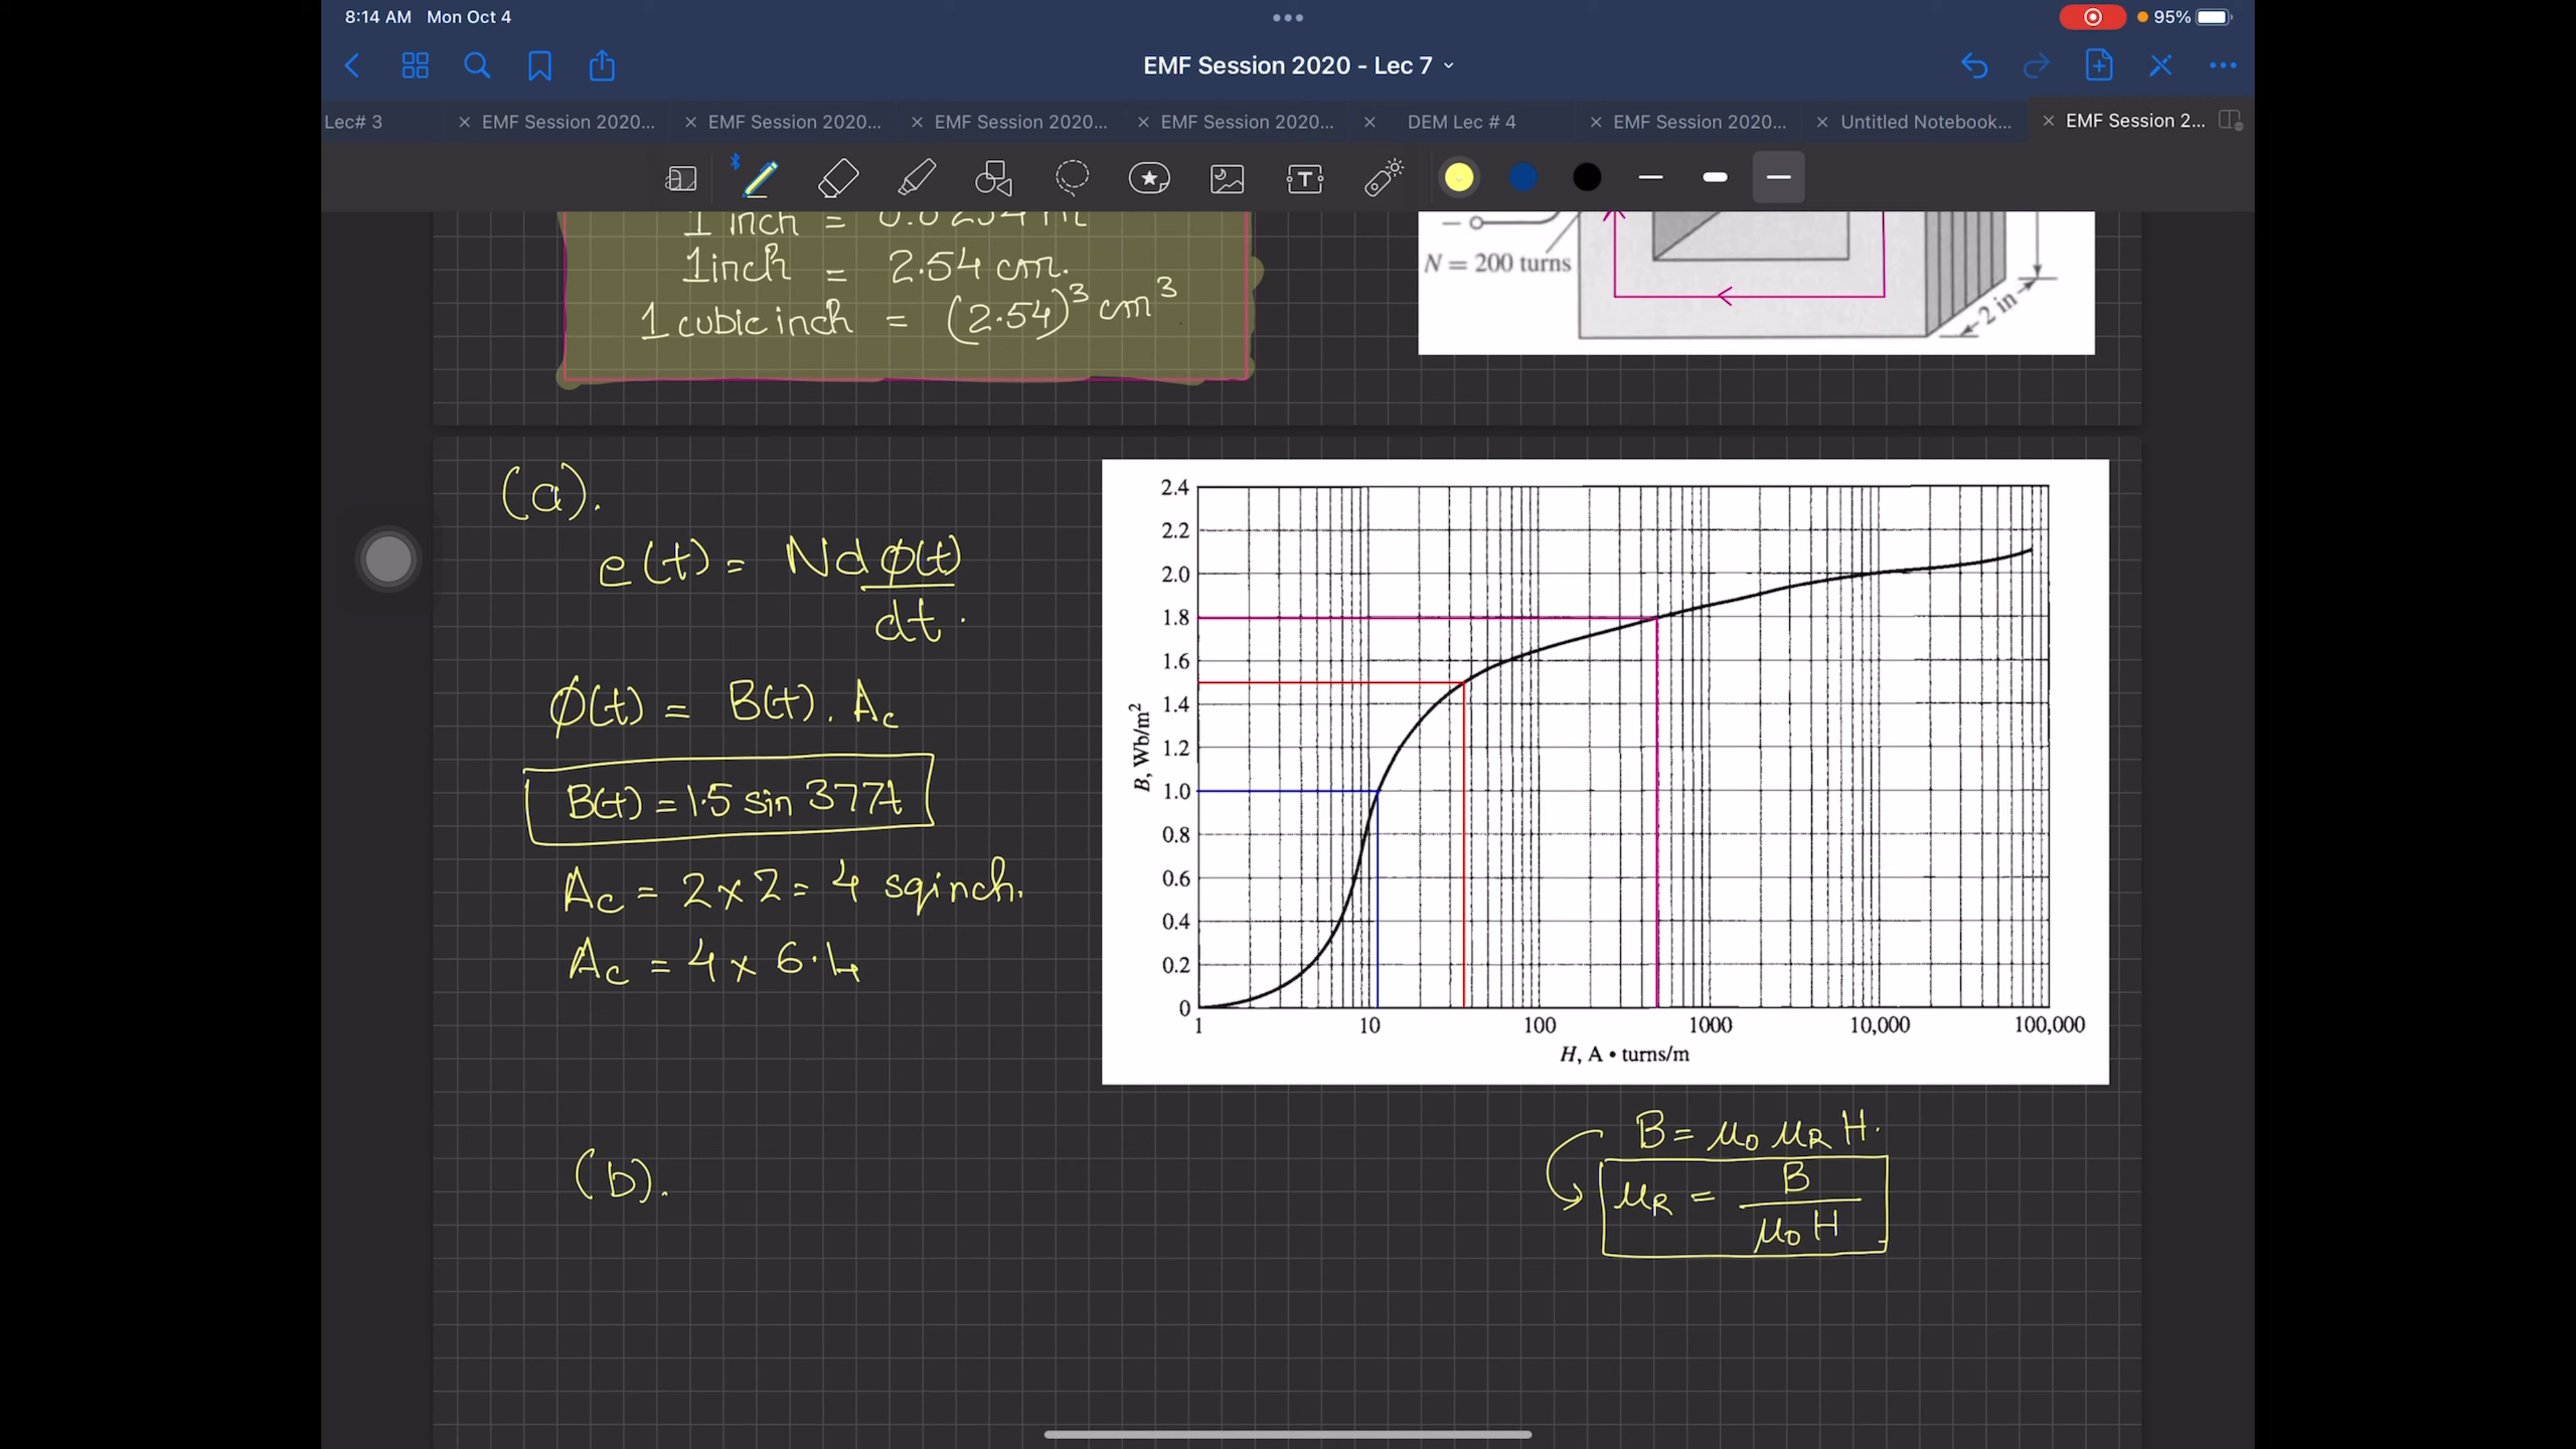 8:14 AM Mon Oct 4
95%
EMF Session 2020 - Lec 7
Lec# 3
EMF Session 2020...
EMF Session 2020...
EMF Session 2020...
EMF Session 2020...
DEM Lec # 4
EMF Session 2020...
Untitled Notebook...
EMF Session 2...
1 inch = 0.0254 m
1 inch = 2.54 cm.
1 cubic inch = (2.54)³ cm³
N = 200 turns
2 in
(a).
e(t) = N dφ(t)
dt.
φ(t) = B(t). Ac
B(t) = 1.5 sin 377t
Ac = 2 × 2 = 4 sqinch.
Ac = 4 × 6.4
(b).
2.4
2.2
2.0
1.8
1.6
1.4
1.2
1.0
0.8
0.6
0.4
0.2
0
B, Wb/m²
1 10 100 1000 10,000 100,000
H, A • turns/m
B = μ₀ μR H.
μR = B
μ₀ H